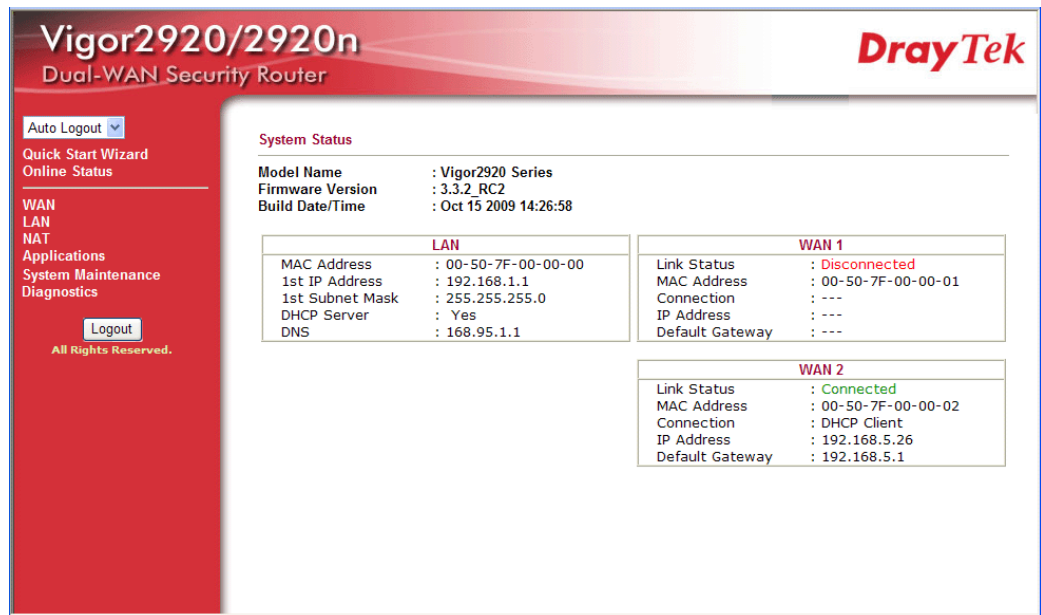 Vigor2920/2920n
Dual-WAN Security Router
DrayTek
Auto Logout
Quick Start Wizard
Online Status
WAN
LAN
NAT
Applications
System Maintenance
Diagnostics
Logout
All Rights Reserved.
System Status
Model Name : Vigor2920 Series
Firmware Version : 3.3.2_RC2
Build Date/Time : Oct 15 2009 14:26:58
LAN
MAC Address : 00-50-7F-00-00-00
1st IP Address : 192.168.1.1
1st Subnet Mask : 255.255.255.0
DHCP Server : Yes
DNS : 168.95.1.1
WAN 1
Link Status : Disconnected
MAC Address : 00-50-7F-00-00-01
Connection : ---
IP Address : ---
Default Gateway : ---
WAN 2
Link Status : Connected
MAC Address : 00-50-7F-00-00-02
Connection : DHCP Client
IP Address : 192.168.5.26
Default Gateway : 192.168.5.1